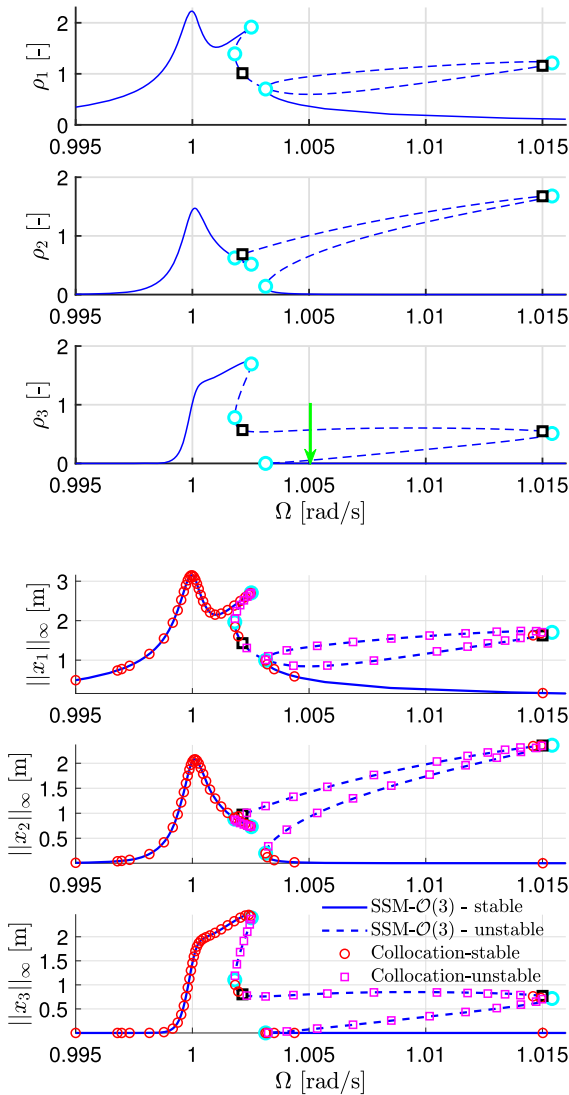 2
1
0
ρ₁ [-]
0.995 1 1.005 1.01 1.015
2
1
0
ρ₂ [-]
0.995 1 1.005 1.01 1.015
2
1
0
ρ₃ [-]
0.995 1 1.005 1.01 1.015
Ω [rad/s]
3
2
1
||x₁||∞ [m]
0.995 1 1.005 1.01 1.015
2
1.5
1
0.5
||x₂||∞ [m]
0.995 1 1.005 1.01 1.015
2
1.5
1
0.5
0
||x₃||∞ [m]
SSM-𝒪(3) - stable
SSM-𝒪(3) - unstable
Collocation-stable
Collocation-unstable
0.995 1 1.005 1.01 1.015
Ω [rad/s]